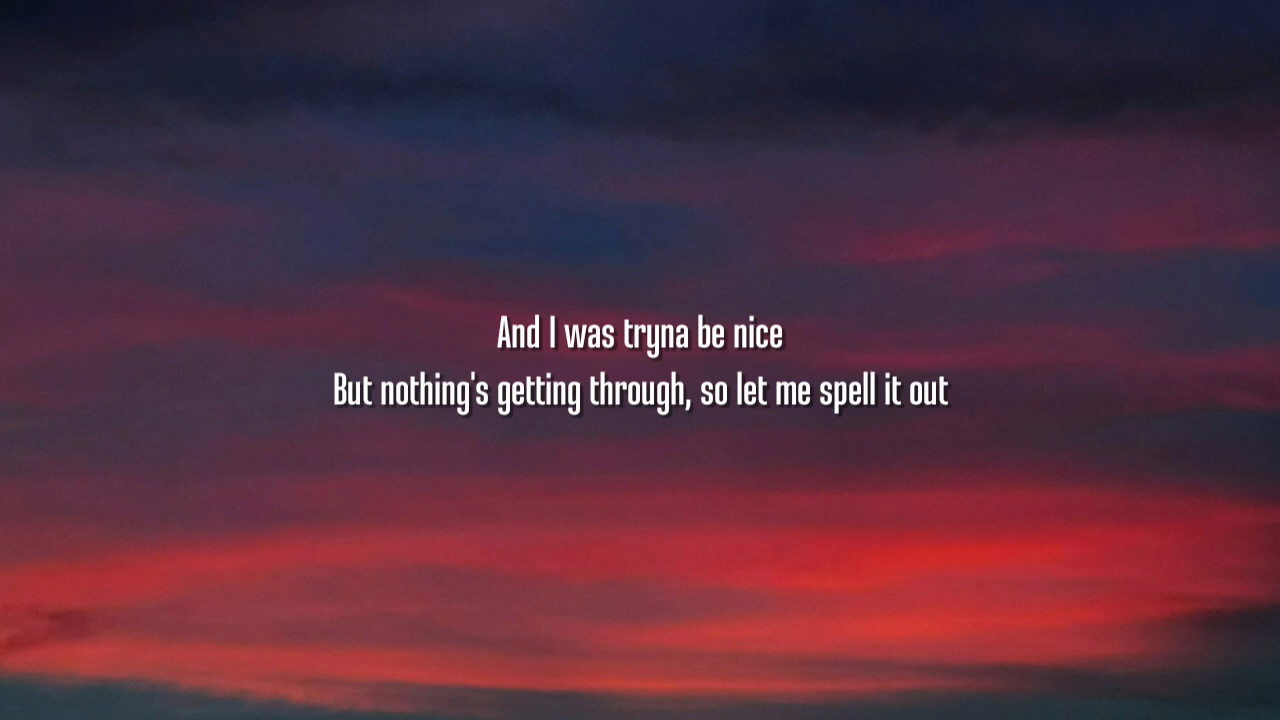 And I was tryna be nice
But nothing's getting through, so let me spell it out